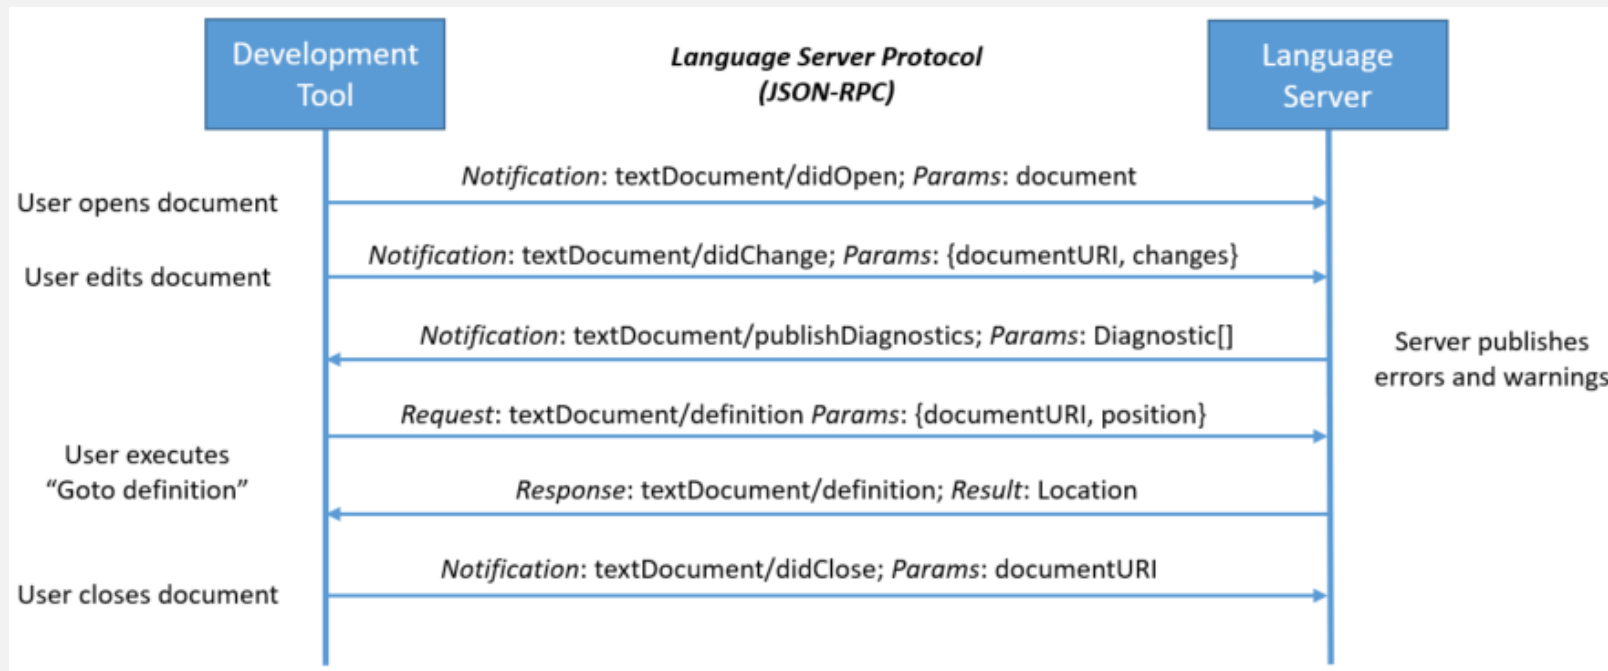 Development
Tool
Language Server Protocol
(JSON-RPC)
Language
Server
Notification: textDocument/didOpen; Params: document
User opens document
Notification: textDocument/didChange; Params: {documentURI, changes}
User edits document
Notification: textDocument/publishDiagnostics; Params: Diagnostic[]
Server publishes
errors and warnings
Request: textDocument/definition Params: {documentURI, position}
User executes
“Goto definition”
Response: textDocument/definition; Result: Location
Notification: textDocument/didClose; Params: documentURI
User closes document